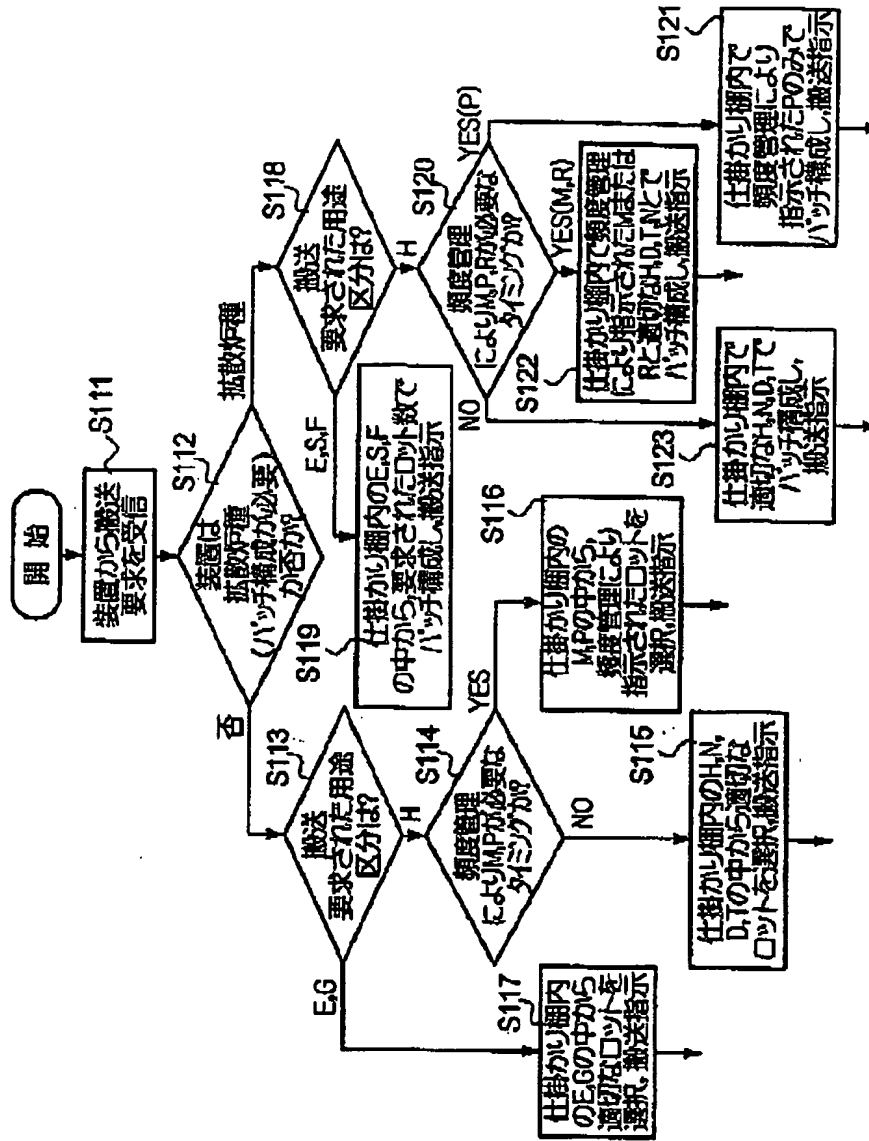 開 始
装置から搬送
要求を受信
S111
装置は
拡散炉種
(バッチ構成が必要)
か否か?
S112
否
拡散炉種
搬送
要求された用途
区分は?
S113
E,G
H
頻度管理
によりM,Pが必要な
タイミングか?
S114
YES
NO
仕掛かり棚内の
M,Pの中から,
頻度管理により
指示されたロットを
選択,搬送指示
S116
仕掛かり棚内のH,N,
D,Tの中から適切な
ロットを選択,搬送指示
S115
仕掛かり棚内
のE,Gの中から
適切なロットを
選択, 搬送指示
S117
搬送
要求された用途
区分は?
S118
E,S,F
H
仕掛かり棚内のE,S,F
の中から,要求されたロット数で
バッチ構成し,搬送指示
S119
頻度管理
によりM,P,Rが必要な
タイミングか?
S120
YES(P)
YES(M,R)
NO
仕掛かり棚内で
頻度管理により
指示されたPのみで
バッチ構成し,搬送指示
S121
仕掛かり棚内で頻度管理
により指示されたMまたは
Rと適切なH,D,T,Nとで
バッチ構成し,搬送指示
S122
仕掛かり棚内で
適切なH,N,D,Tで
バッチ構成し,
搬送指示
S123